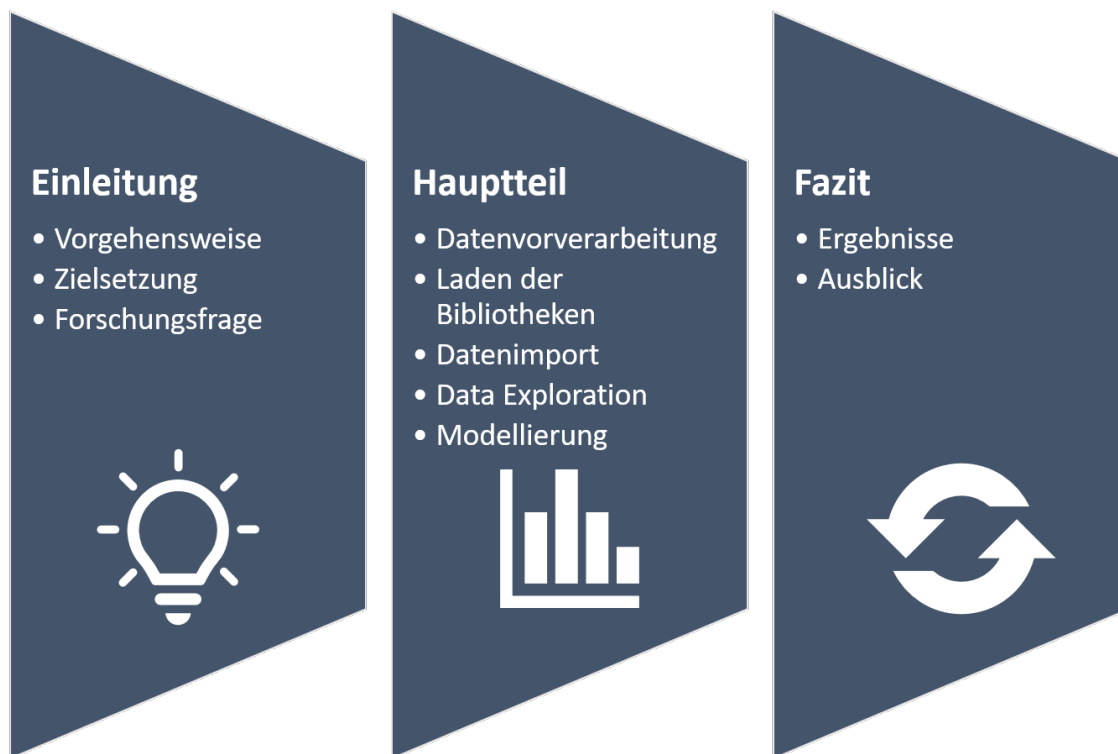 Einleitung
• Vorgehensweise
• Zielsetzung
• Forschungsfrage
Hauptteil
• Datenvorverarbeitung
• Laden der
Bibliotheken
• Datenimport
• Data Exploration
• Modellierung
Fazit
• Ergebnisse
• Ausblick